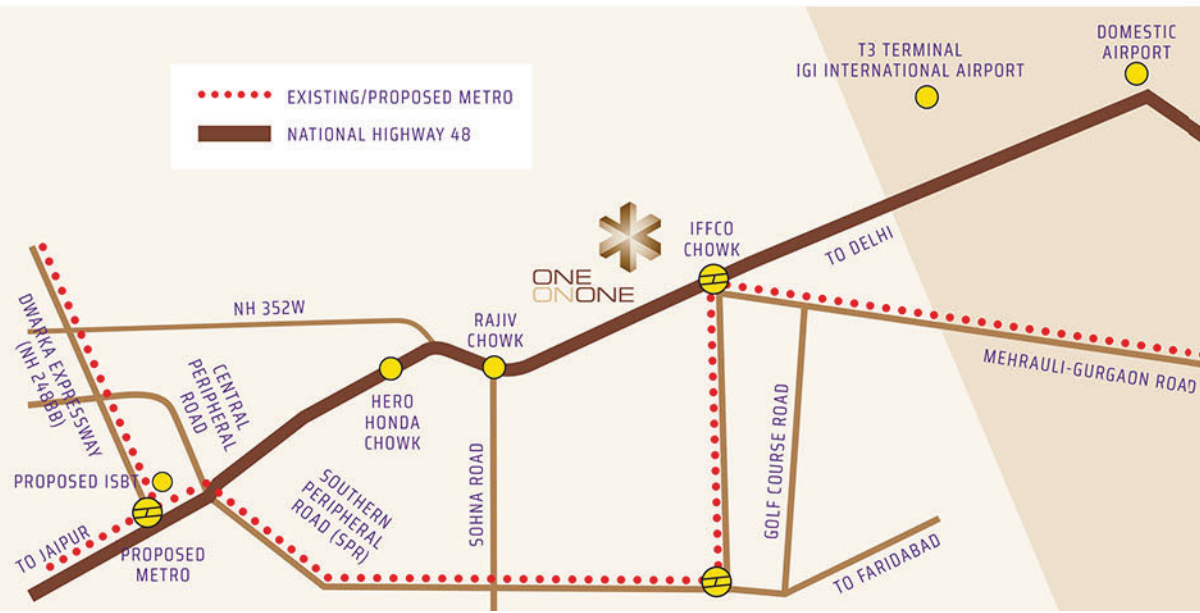 DOMESTIC
AIRPORT
T3 TERMINAL
IGI INTERNATIONAL AIRPORT
EXISTING/PROPOSED METRO
NATIONAL HIGHWAY 48
IFFCO
CHOWK
TO DELHI
ONE
ONONE
NH 352W
RAJIV
CHOWK
DWARKA EXPRESSWAY
(NH 248BB)
CENTRAL
PERIPHERAL
ROAD
MEHRAULI-GURGAON ROAD
HERO
HONDA
CHOWK
GOLF COURSE ROAD
SOHNA ROAD
PROPOSED ISBT
SOUTHERN
PERIPHERAL
ROAD (SPR)
TO JAIPUR
PROPOSED
METRO
TO FARIDABAD